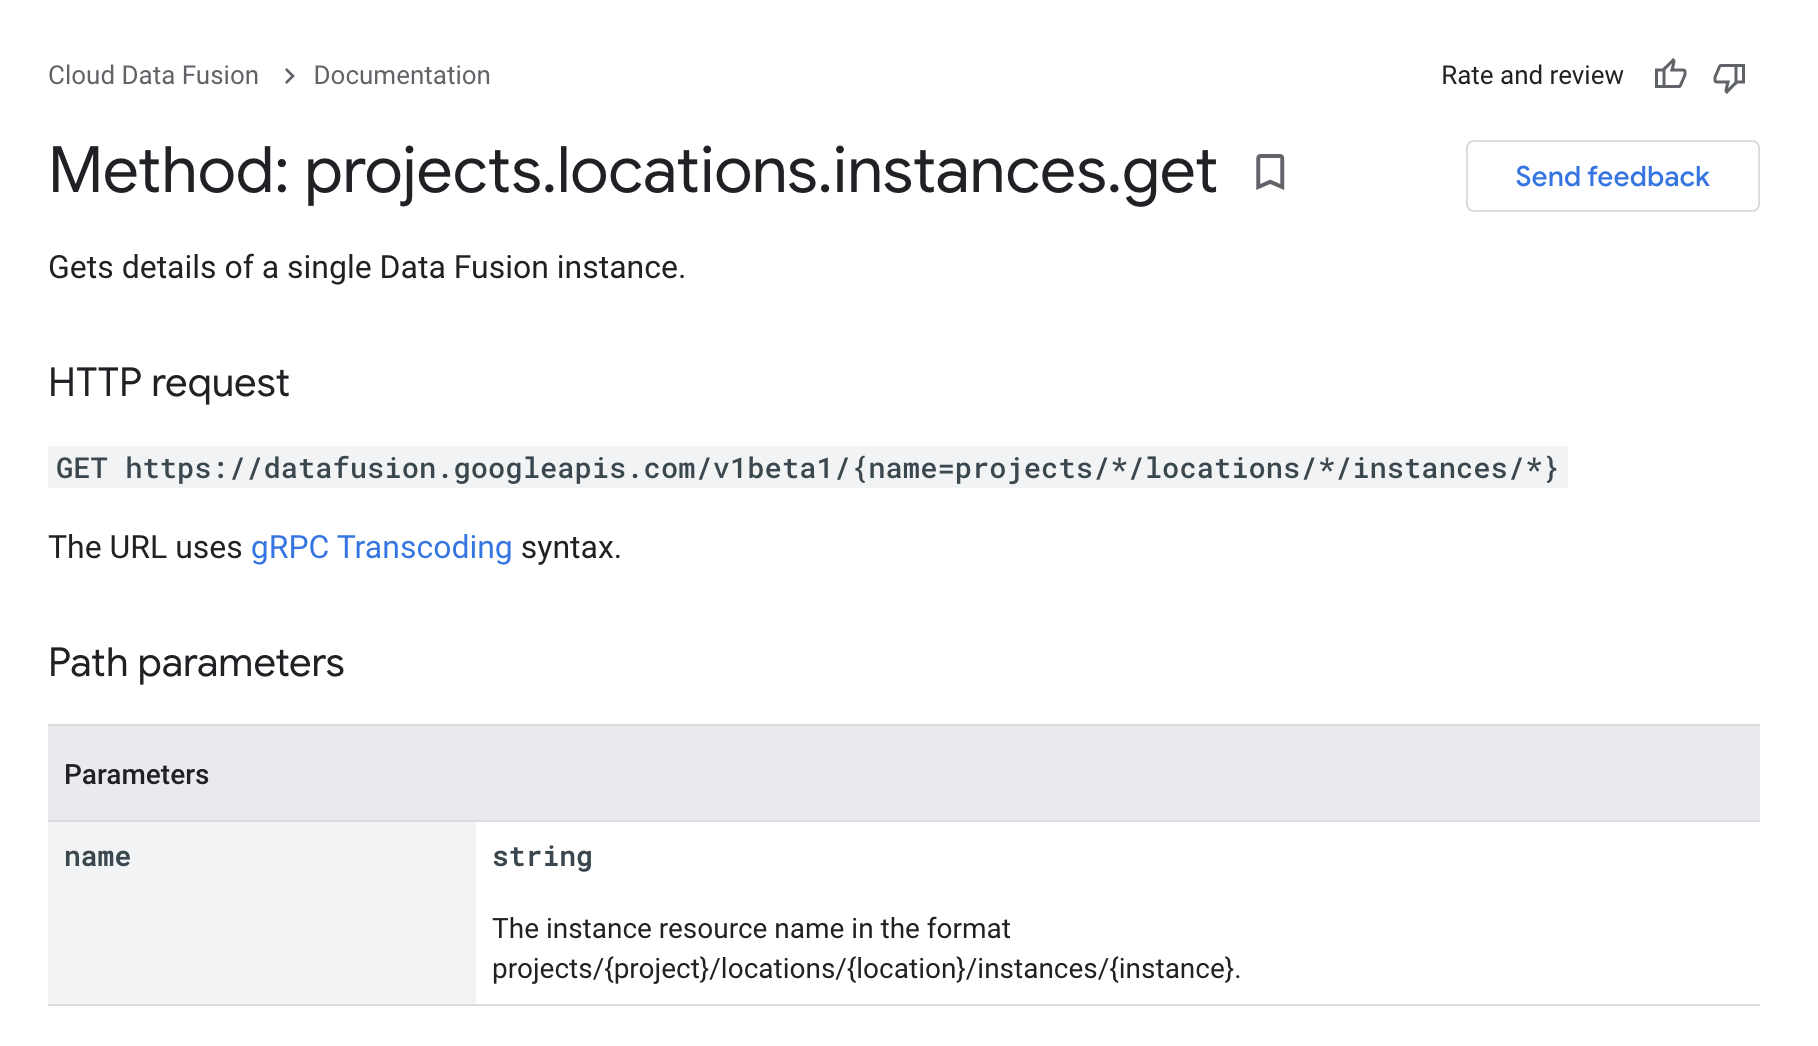 Cloud Data Fusion > Documentation
Rate and review
Method: projects.locations.instances.get
Send feedback
Gets details of a single Data Fusion instance.
HTTP request
GET https://datafusion.googleapis.com/v1beta1/{name=projects/*/locations/*/instances/*}
The URL uses gRPC Transcoding syntax.
Path parameters
Parameters
name
string
The instance resource name in the format
projects/{project}/locations/{location}/instances/{instance}.